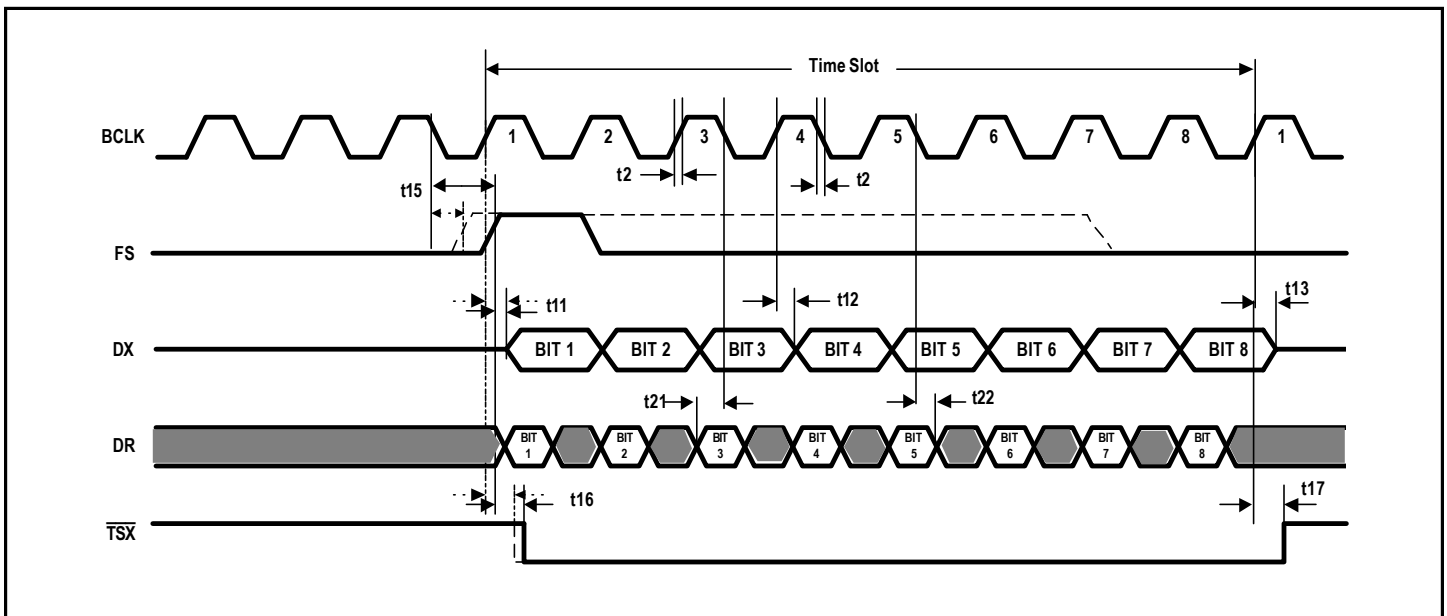 Time Slot
BCLK 1 2 3 4 5 6 7 8 1
t2 t2
t15
FS
t11 t12 t13
DX BIT 1 BIT 2 BIT 3 BIT 4 BIT 5 BIT 6 BIT 7 BIT 8
t21 t22
DR BIT 1 BIT 2 BIT 3 BIT 4 BIT 5 BIT 6 BIT 7 BIT 8
t16 t17
TSX